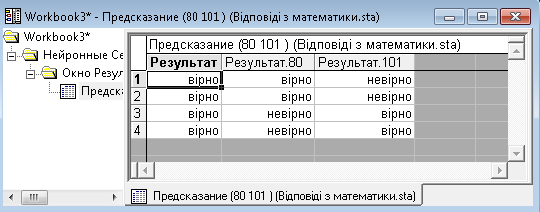 Workbook3* - Предсказание (80 101 ) (Відповіді з математики.sta)
Workbook3*
Нейронные Се
Окно Резул
Предска
Предсказание (80 101 ) (Відповіді з математики.sta)
Результат Результат.80 Результат.101
1 вірно вірно невірно
2 вірно вірно невірно
3 вірно невірно вірно
4 вірно невірно вірно
Предсказание (80 101 ) (Відповіді з математики.sta)